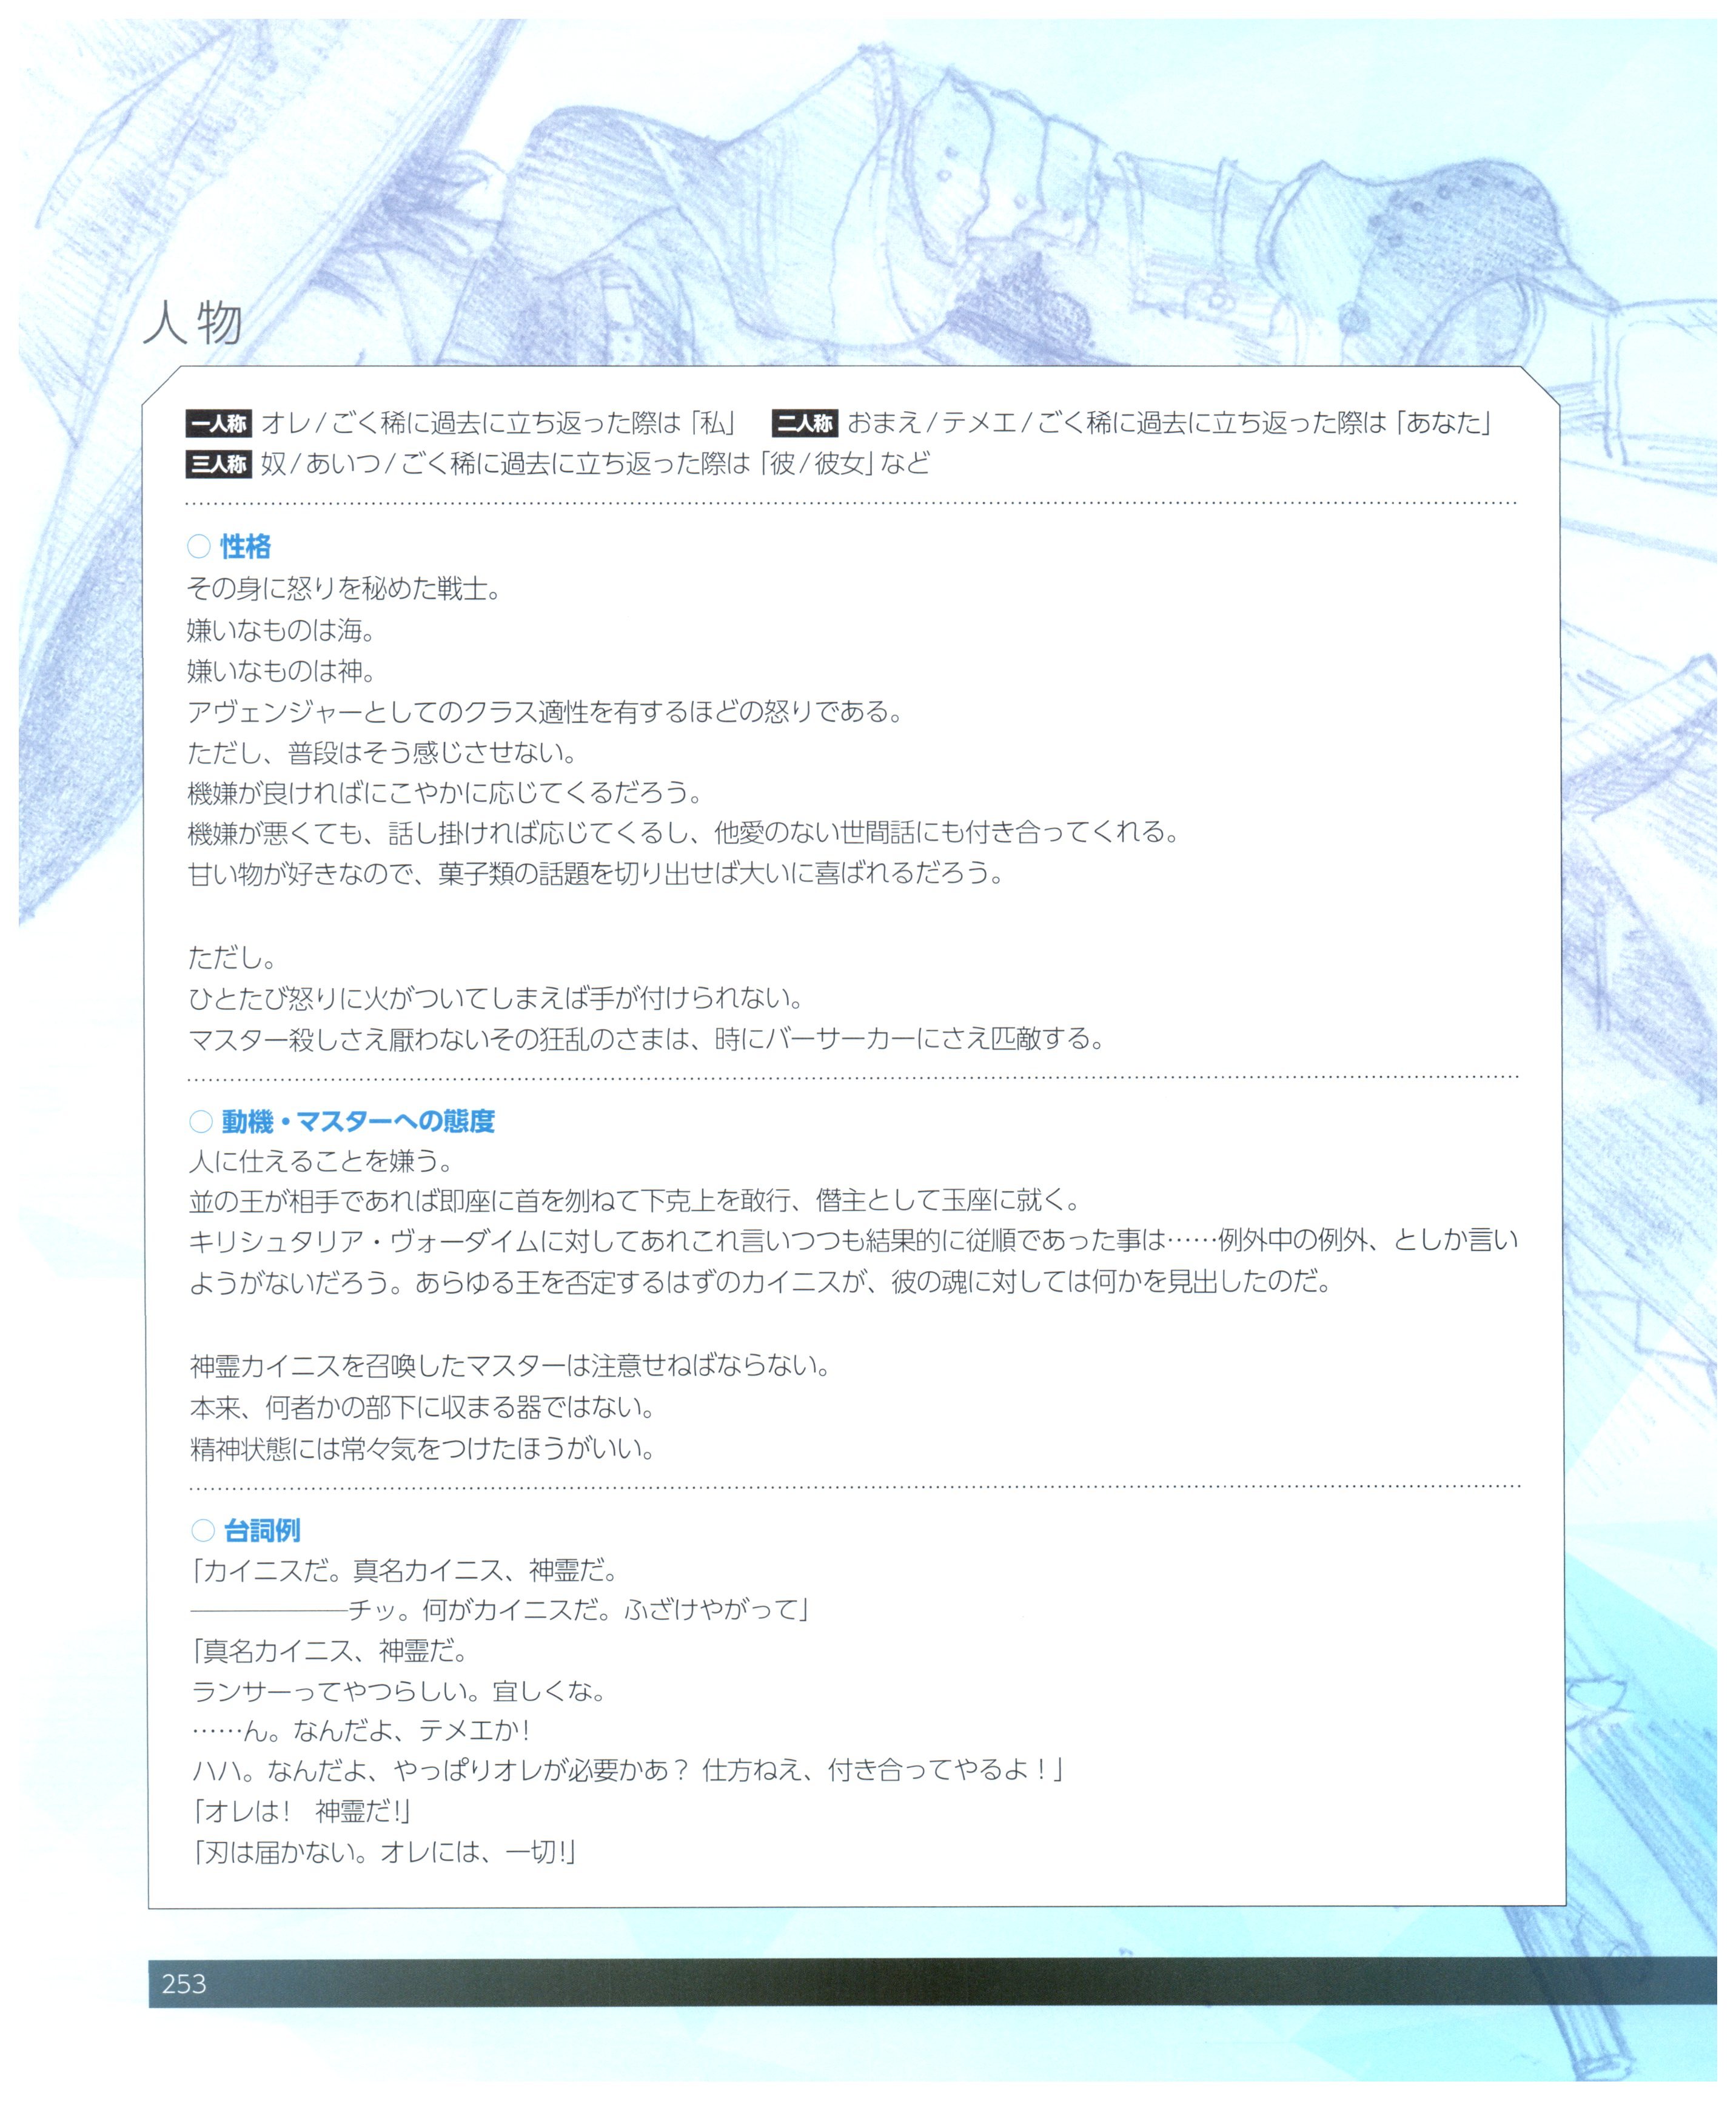 人物
一人称 オレ/ごく稀に過去に立ち返った際は「私」 二人称 おまえ/テメエ/ごく稀に過去に立ち返った際は「あなた」
三人称 奴/あいつ/ごく稀に過去に立ち返った際は「彼/彼女」など
○ 性格
その身に怒りを秘めた戦士。
嫌いなものは海。
嫌いなものは神。
アヴェンジャーとしてのクラス適性を有するほどの怒りである。
ただし、普段はそう感じさせない。
機嫌が良ければにこやかに応じてくるだろう。
機嫌が悪くても、話し掛ければ応じてくるし、他愛のない世間話にも付き合ってくれる。
甘い物が好きなので、菓子類の話題を切り出せば大いに喜ばれるだろう。
ただし。
ひとたび怒りに火がついてしまえば手が付けられない。
マスター殺しさえ厭わないその狂乱のさまは、時にバーサーカーにさえ匹敵する。
○ 動機・マスターへの態度
人に仕えることを嫌う。
並の王が相手であれば即座に首を刎ねて下克上を敢行、僭主として玉座に就く。
キリシュタリア・ヴォーダイムに対してあれこれ言いつつも結果的に従順であった事は……例外中の例外、としか言い
ようがないだろう。あらゆる王を否定するはずのカイニスが、彼の魂に対しては何かを見出したのだ。
神霊カイニスを召喚したマスターは注意せねばならない。
本来、何者かの部下に収まる器ではない。
精神状態には常々気をつけたほうがいい。
○ 台詞例
「カイニスだ。真名カイニス、神霊だ。
――――――チッ。何がカイニスだ。ふざけやがって」
「真名カイニス、神霊だ。
ランサーってやつらしい。宜しくな。
……ん。なんだよ、テメエか!
ハハ。なんだよ、やっぱりオレが必要かあ? 仕方ねえ、付き合ってやるよ!」
「オレは! 神霊だ!」
「刃は届かない。オレには、一切!」
253